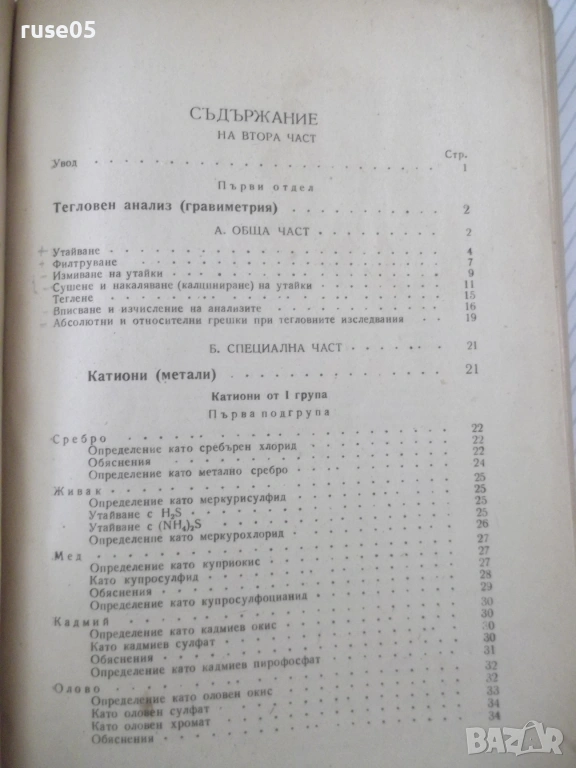 ruse05
СЪДЪРЖАНИЕ
НА ВТОРА ЧАСТ
Стр.
Увод 1
Първи отдел
Тегловен анализ (гравиметрия) 2
А. ОБЩА ЧАСТ 2
Утайване 4
Филтруване 7
Измиване на утайки 9
Сушене и накаляване (калциниране) на утайки 11
Теглене 15
Вписване и изчисление на анализите 16
Абсолютни и относителни грешки при тегловните изследвания 19
Б. СПЕЦИАЛНА ЧАСТ 21
Катиони (метали) 21
Катиони от I група
Първа подгрупа
Сребро 22
Определение като сребърен хлорид 22
Обяснения 22
Определение като метално сребро 24
Живак 25
Определение като меркурисулфид 25
Утайване с H₂S 25
Утайване с (NH₄)₂S 26
Определение като меркурохлорид 27
Мед 27
Определение като куприокис 27
Като купросулфид 28
Обяснения 29
Определение като купросулфоцианид 30
Кадмий 30
Определение като кадмиев окис 30
Като кадмиев сулфат 31
Обяснения
Определение като кадмиев пирофосфат 32
Олово 32
Определение като оловен окис 33
Като оловен сулфат 34
Като оловен хромат 34
Обяснения
BAZAR